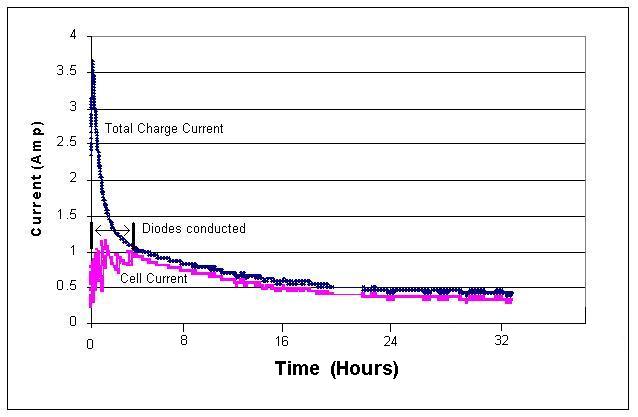 4
3.5
3
Total Charge Current
2.5
2
1.5
Diodes conducted
1
Cell Current
0.5
0
0 8 16 24 32
Current (Amp)
Time (Hours)